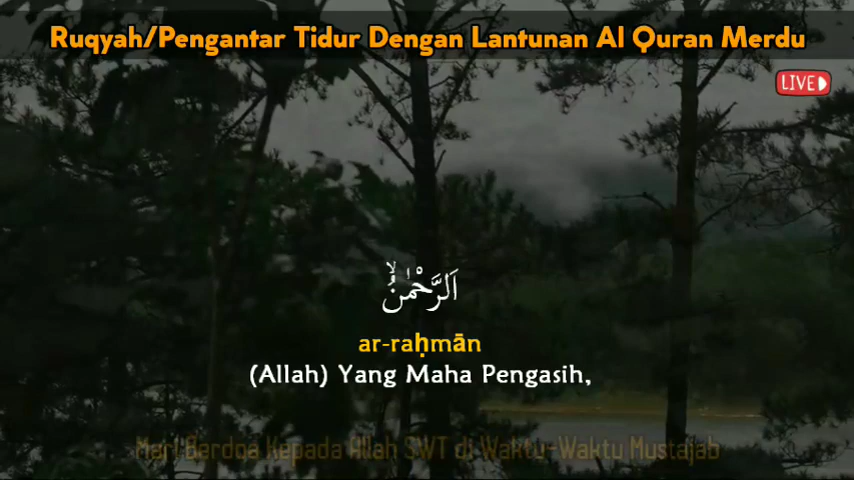 Ruqyah/Pengantar Tidur Dengan Lantunan Al Quran Merdu
LIVE
اَلرَّحْمٰنُۙ
ar-raḥmān
(Allah) Yang Maha Pengasih,
Mari Berdoa Kepada Allah SWT di Waktu-Waktu Mustajab